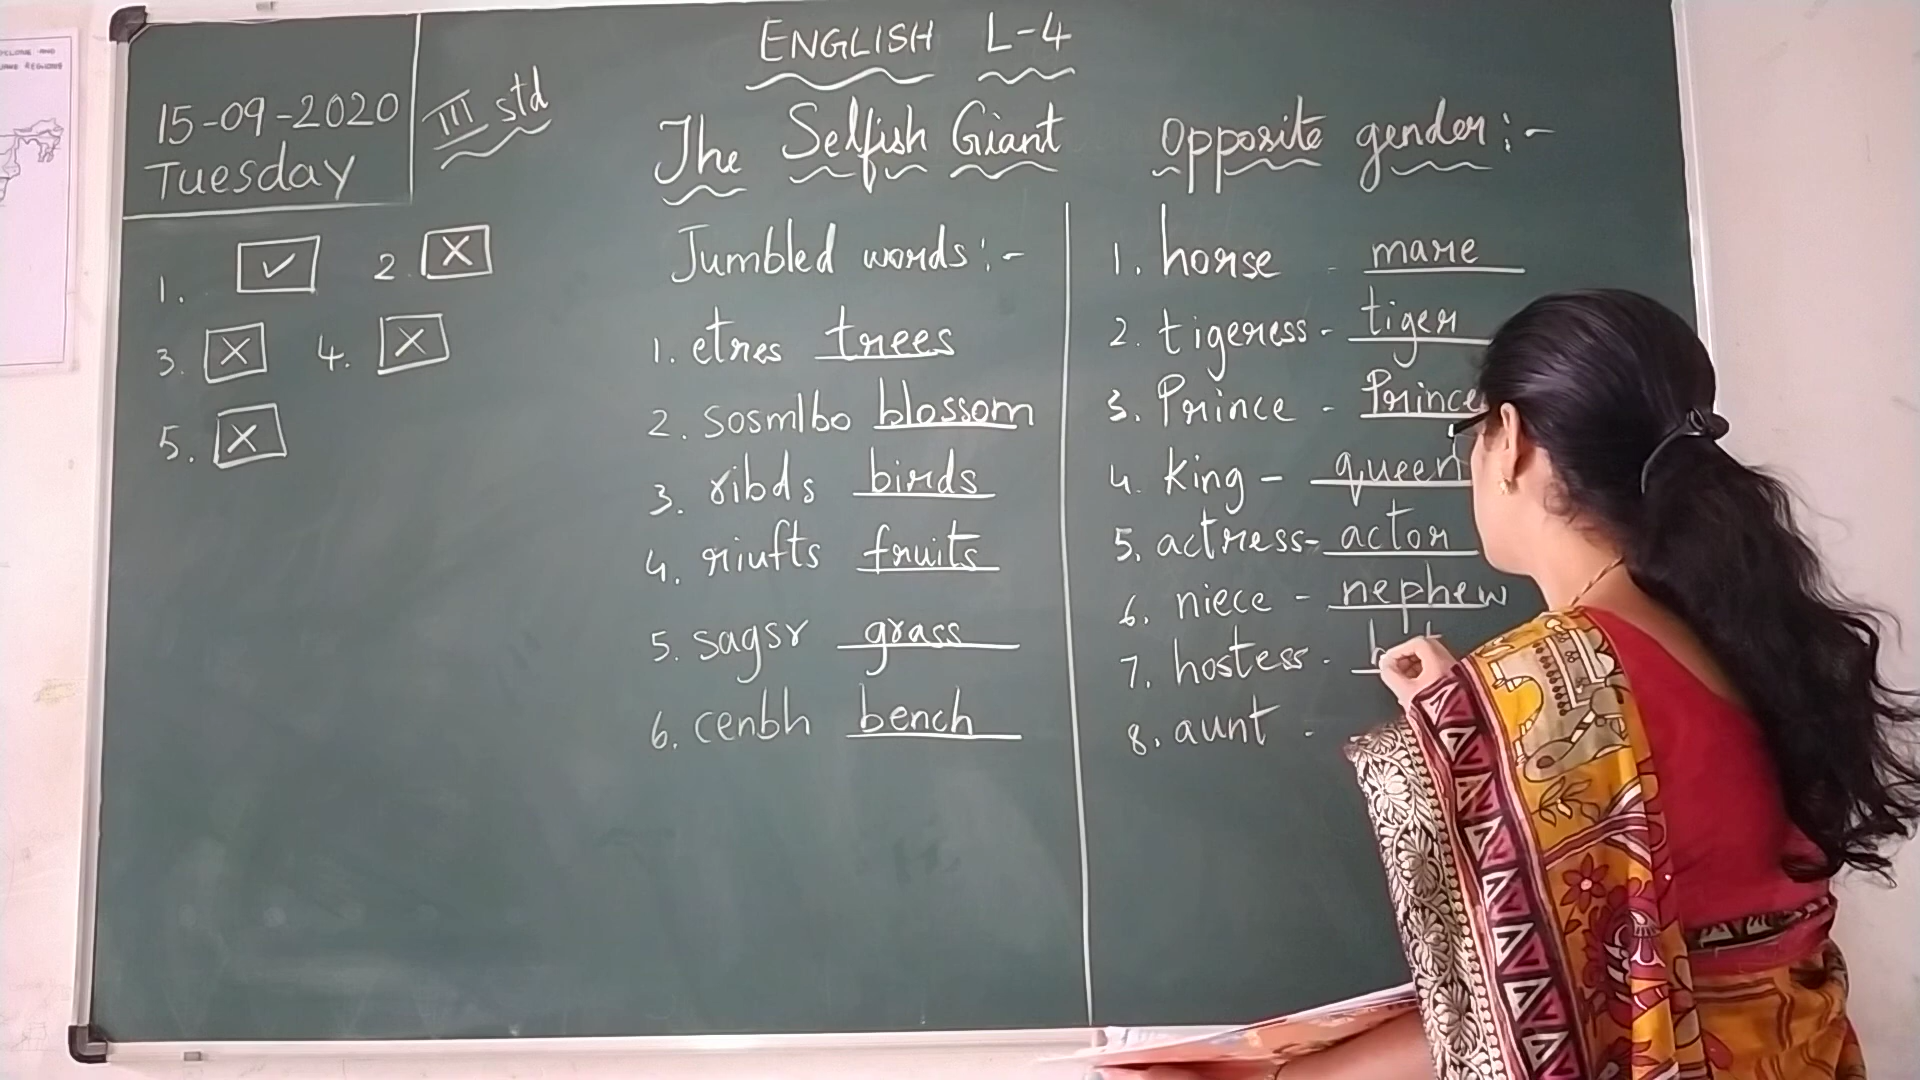 ENGLISH L-4
15-09-2020
Tuesday
III std
The Selfish Giant
1. ✓ 2. X
3. X 4. X
5. X
Jumbled words:-
1. etres trees
2. sosmlbo blossom
3. ribds birds
4. riufts fruits
5. sagsr grass
6. cenbh bench
Opposite gender:-
1. horse - mare
2. tigeress - tiger
3. Prince -
4. King - queen
5. actress- actor
6. niece - nephew
7. hostess -
8. aunt -